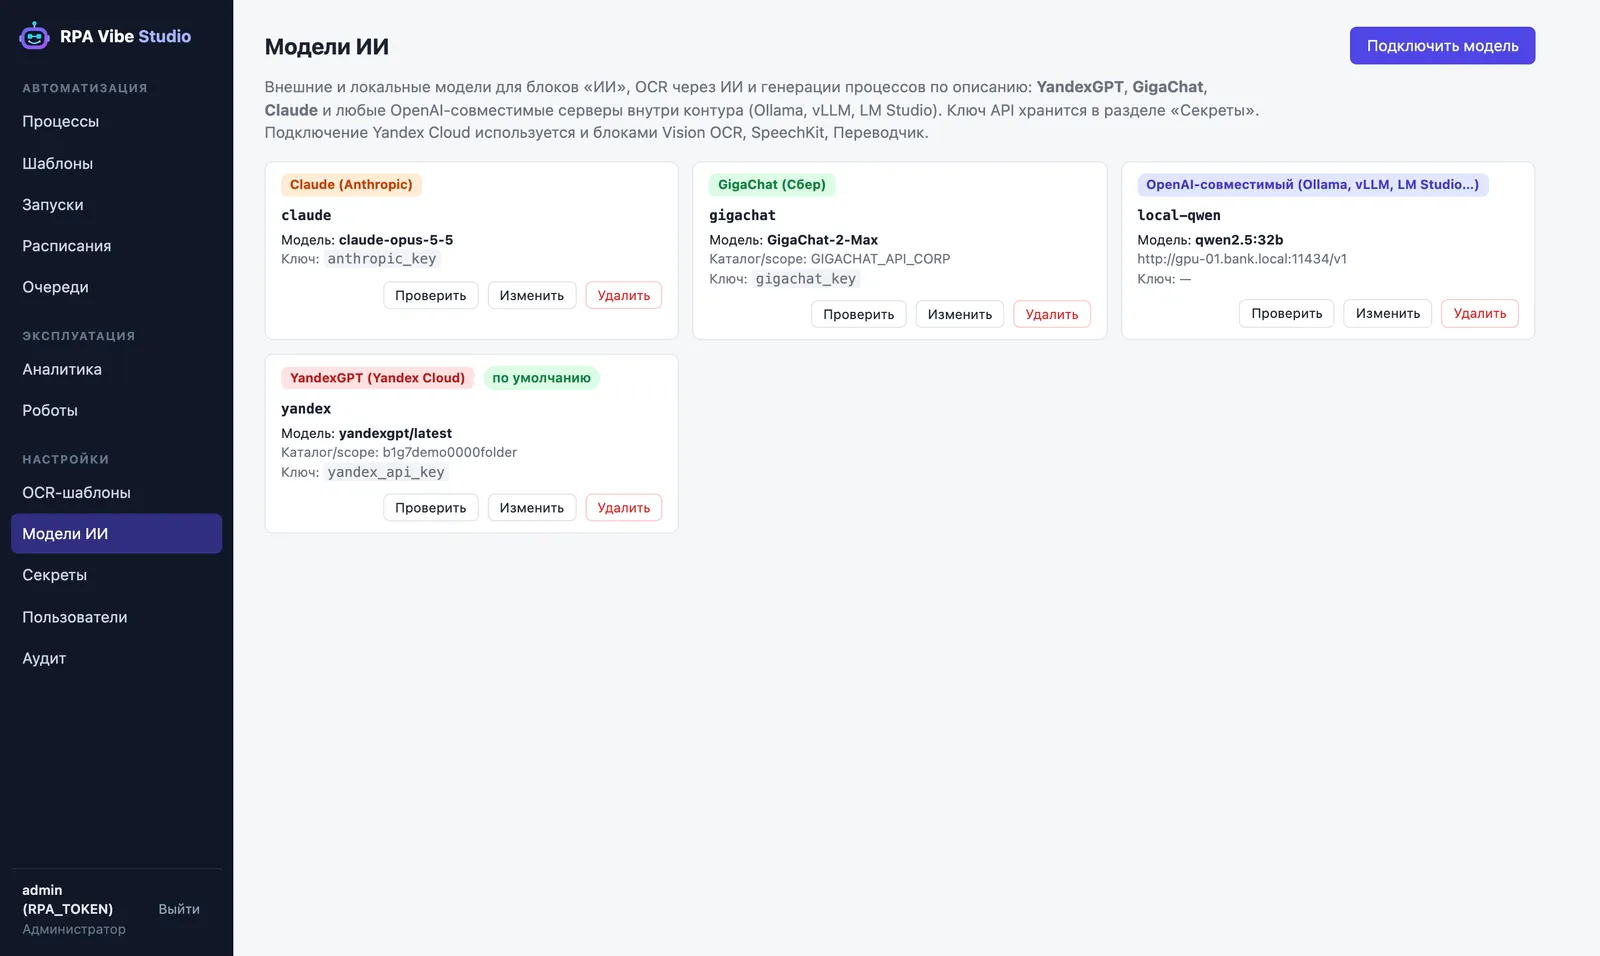 RPA Vibe Studio
АВТОМАТИЗАЦИЯ
Процессы
Шаблоны
Запуски
Расписания
Очереди
ЭКСПЛУАТАЦИЯ
Аналитика
Роботы
НАСТРОЙКИ
OCR-шаблоны
Модели ИИ
Секреты
Пользователи
Аудит
admin
(RPA_TOKEN)
Выйти
Администратор
Модели ИИ
Подключить модель
Внешние и локальные модели для блоков «ИИ», OCR через ИИ и генерации процессов по описанию: YandexGPT, GigaChat,
Claude и любые OpenAI-совместимые серверы внутри контура (Ollama, vLLM, LM Studio). Ключ API хранится в разделе «Секреты».
Подключение Yandex Cloud используется и блоками Vision OCR, SpeechKit, Переводчик.
Claude (Anthropic)
claude
Модель: claude-opus-5-5
Ключ: anthropic_key
Проверить Изменить Удалить
GigaChat (Сбер)
gigachat
Модель: GigaChat-2-Max
Каталог/scope: GIGACHAT_API_CORP
Ключ: gigachat_key
Проверить Изменить Удалить
OpenAI-совместимый (Ollama, vLLM, LM Studio...)
local-qwen
Модель: qwen2.5:32b
http://gpu-01.bank.local:11434/v1
Ключ: —
Проверить Изменить Удалить
YandexGPT (Yandex Cloud) по умолчанию
yandex
Модель: yandexgpt/latest
Каталог/scope: b1g7demo0000folder
Ключ: yandex_api_key
Проверить Изменить Удалить